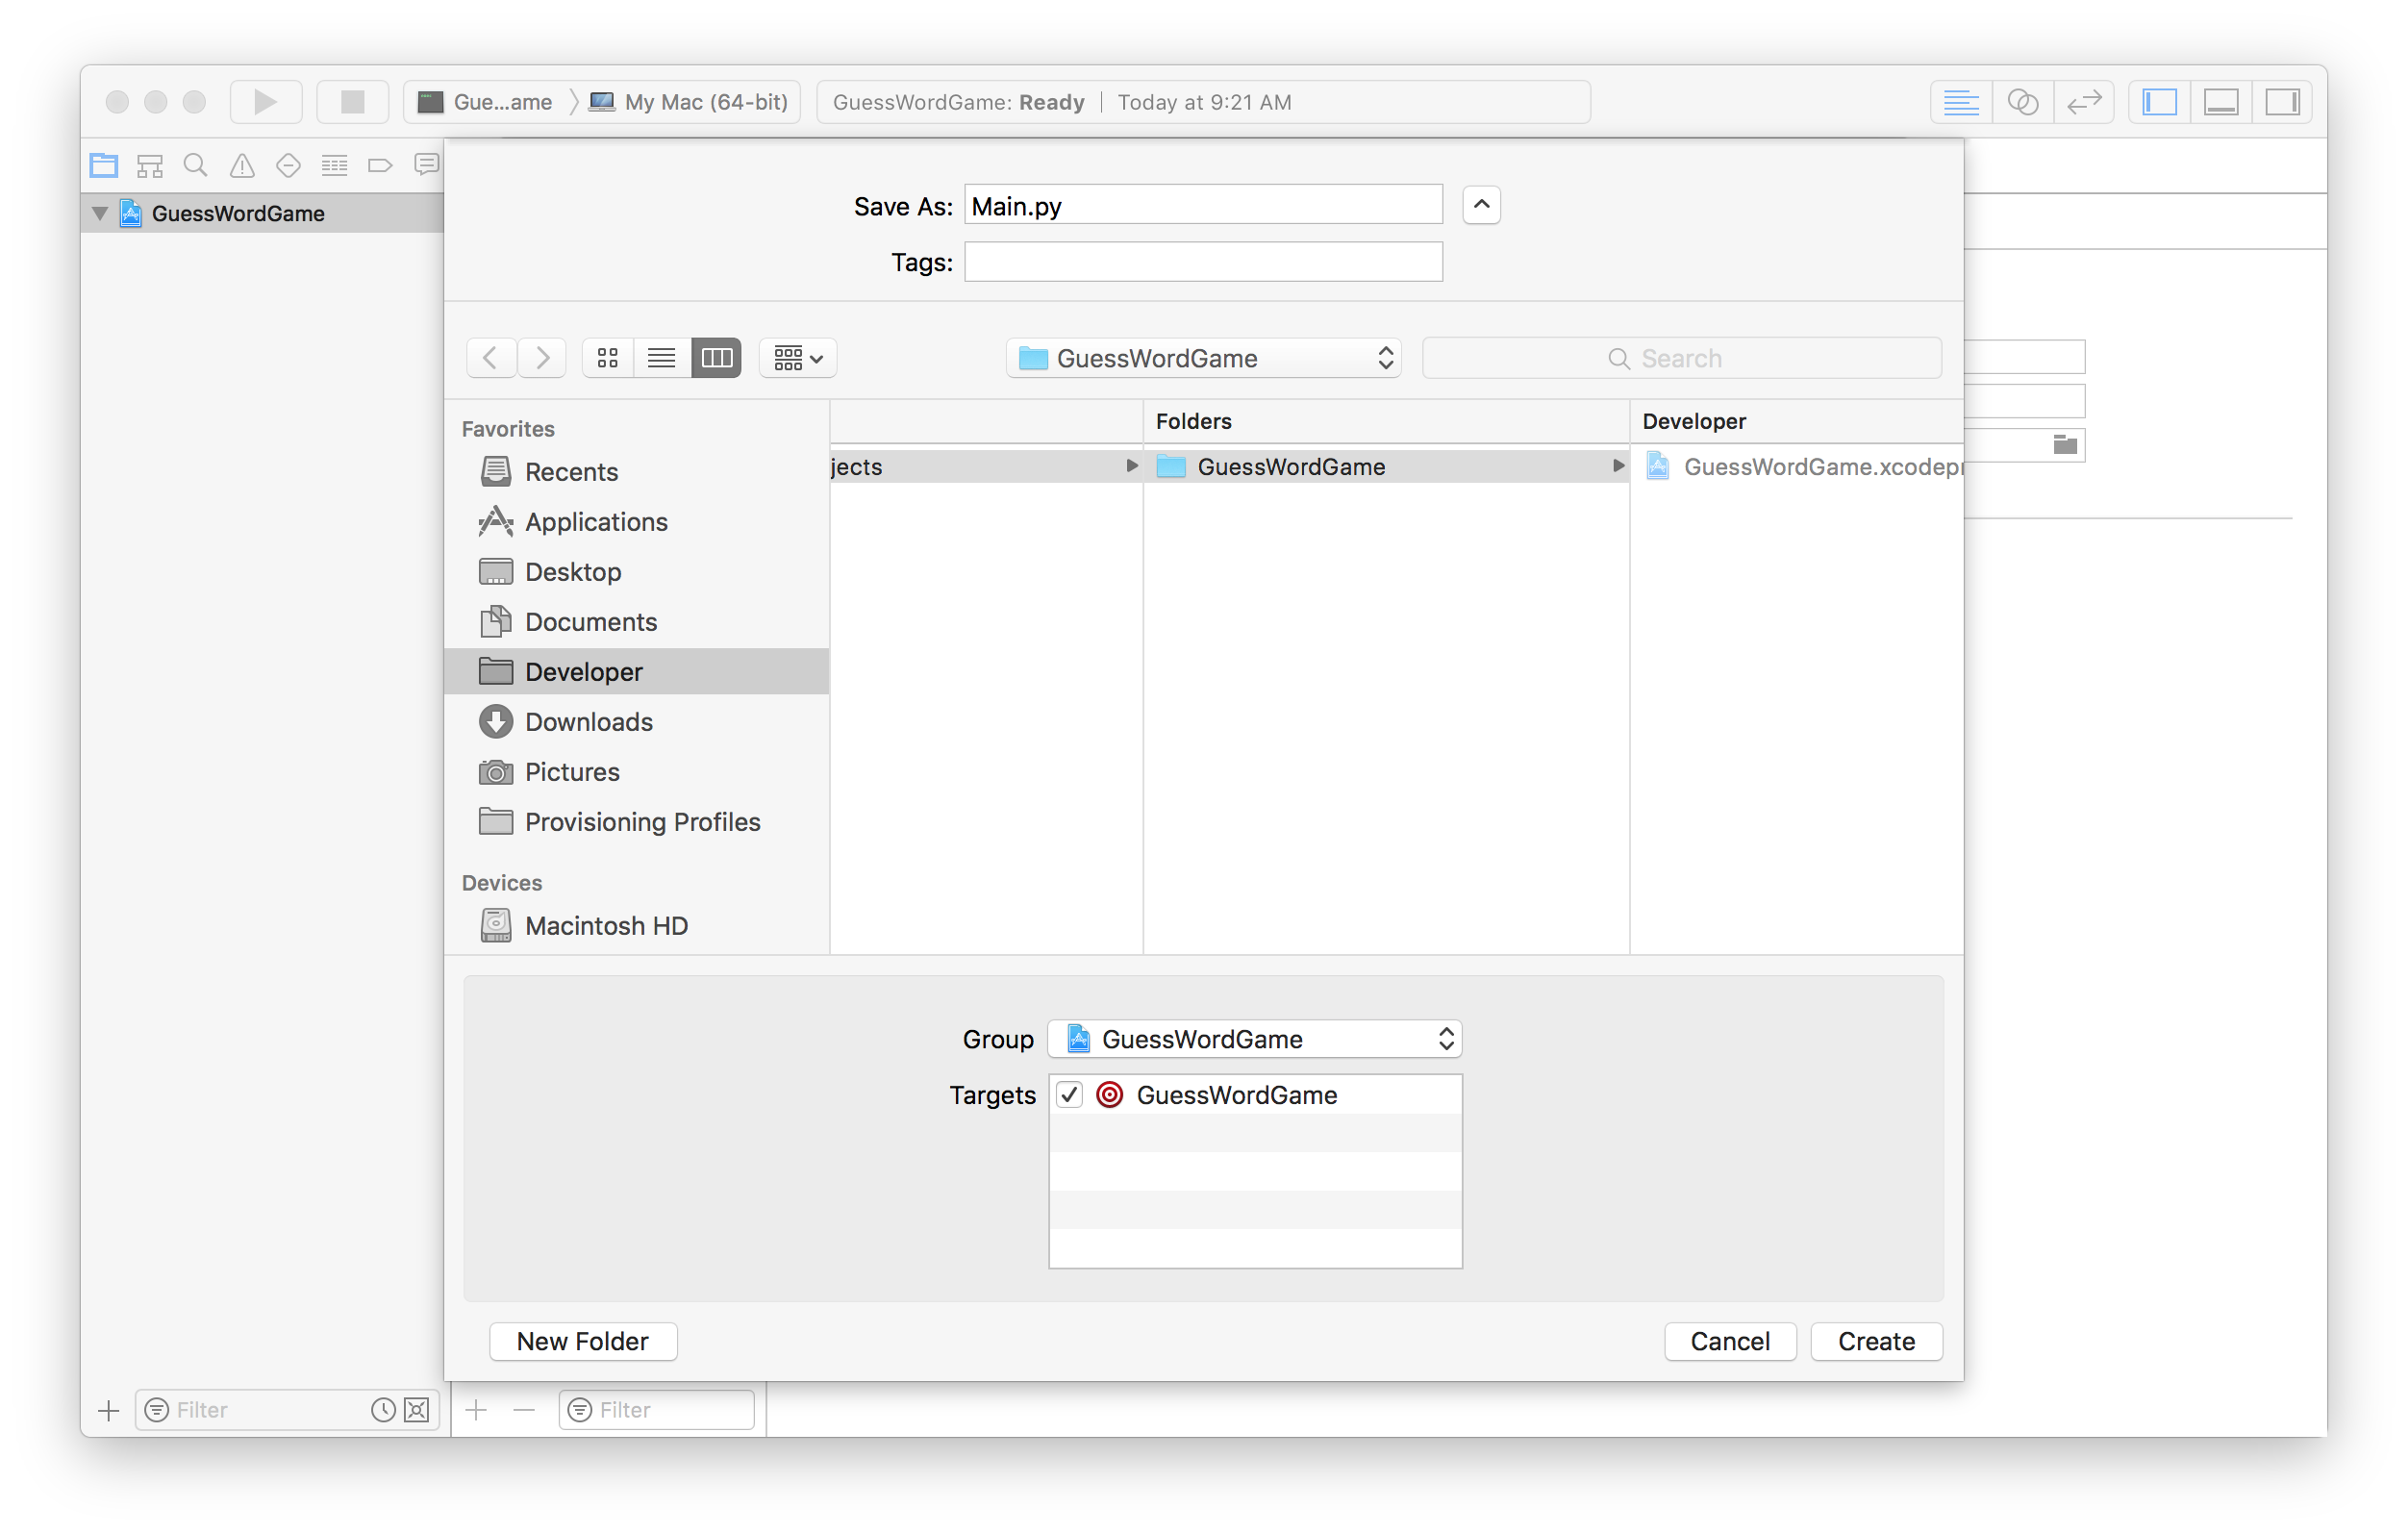 Gue...ame
My Mac (64-bit)
GuessWordGame: Ready
Today at 9:21 AM
GuessWordGame
Save As:
Main.py
Tags:
GuessWordGame
Search
Favorites
Recents
Applications
Desktop
Documents
Developer
Downloads
Pictures
Provisioning Profiles
Devices
Macintosh HD
jects
Folders
GuessWordGame
Developer
GuessWordGame.xcodepr
Group
GuessWordGame
Targets
GuessWordGame
New Folder
Cancel
Create
Filter
Filter